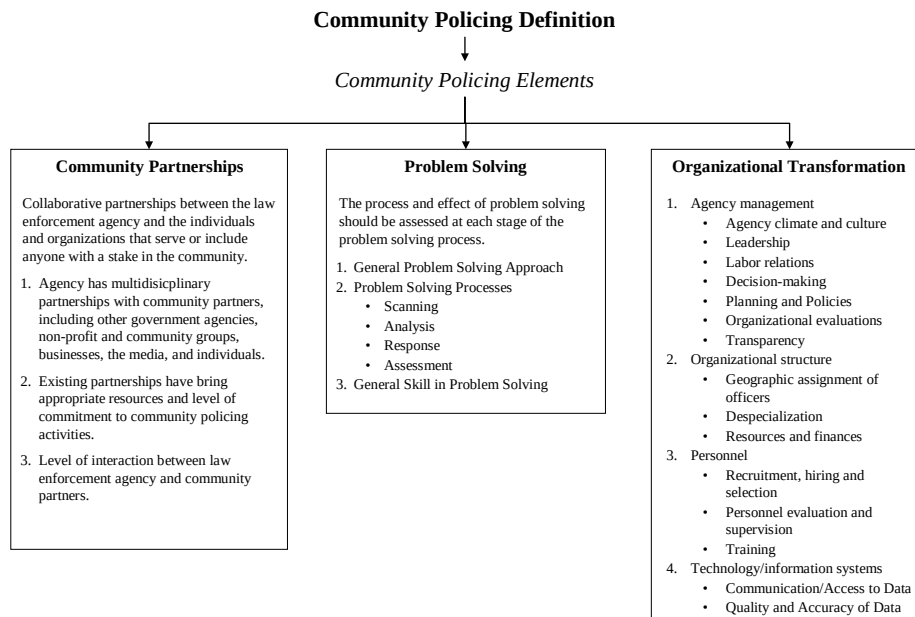 Community Policing Definition
Community Policing Elements
Community Partnerships
Collaborative partnerships between the law
enforcement agency and the individuals
and organizations that serve or include
anyone with a stake in the community.
1. Agency has multidisicplinary
partnerships with community partners,
including other government agencies,
non-profit and community groups,
businesses, the media, and individuals.
2. Existing partnerships have bring
appropriate resources and level of
commitment to community policing
activities.
3. Level of interaction between law
enforcement agency and community
partners.
Problem Solving
The process and effect of problem solving
should be assessed at each stage of the
problem solving process.
1. General Problem Solving Approach
2. Problem Solving Processes
• Scanning
• Analysis
• Response
• Assessment
3. General Skill in Problem Solving
Organizational Transformation
1. Agency management
• Agency climate and culture
• Leadership
• Labor relations
• Decision-making
• Planning and Policies
• Organizational evaluations
• Transparency
2. Organizational structure
• Geographic assignment of
officers
• Despecialization
• Resources and finances
3. Personnel
• Recruitment, hiring and
selection
• Personnel evaluation and
supervision
• Training
4. Technology/information systems
• Communication/Access to Data
• Quality and Accuracy of Data